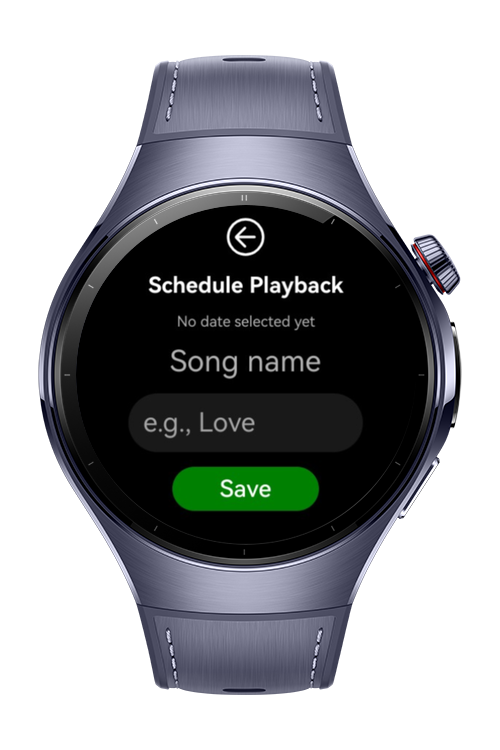 Schedule Playback
No date selected yet
Song name
e.g., Love
Save